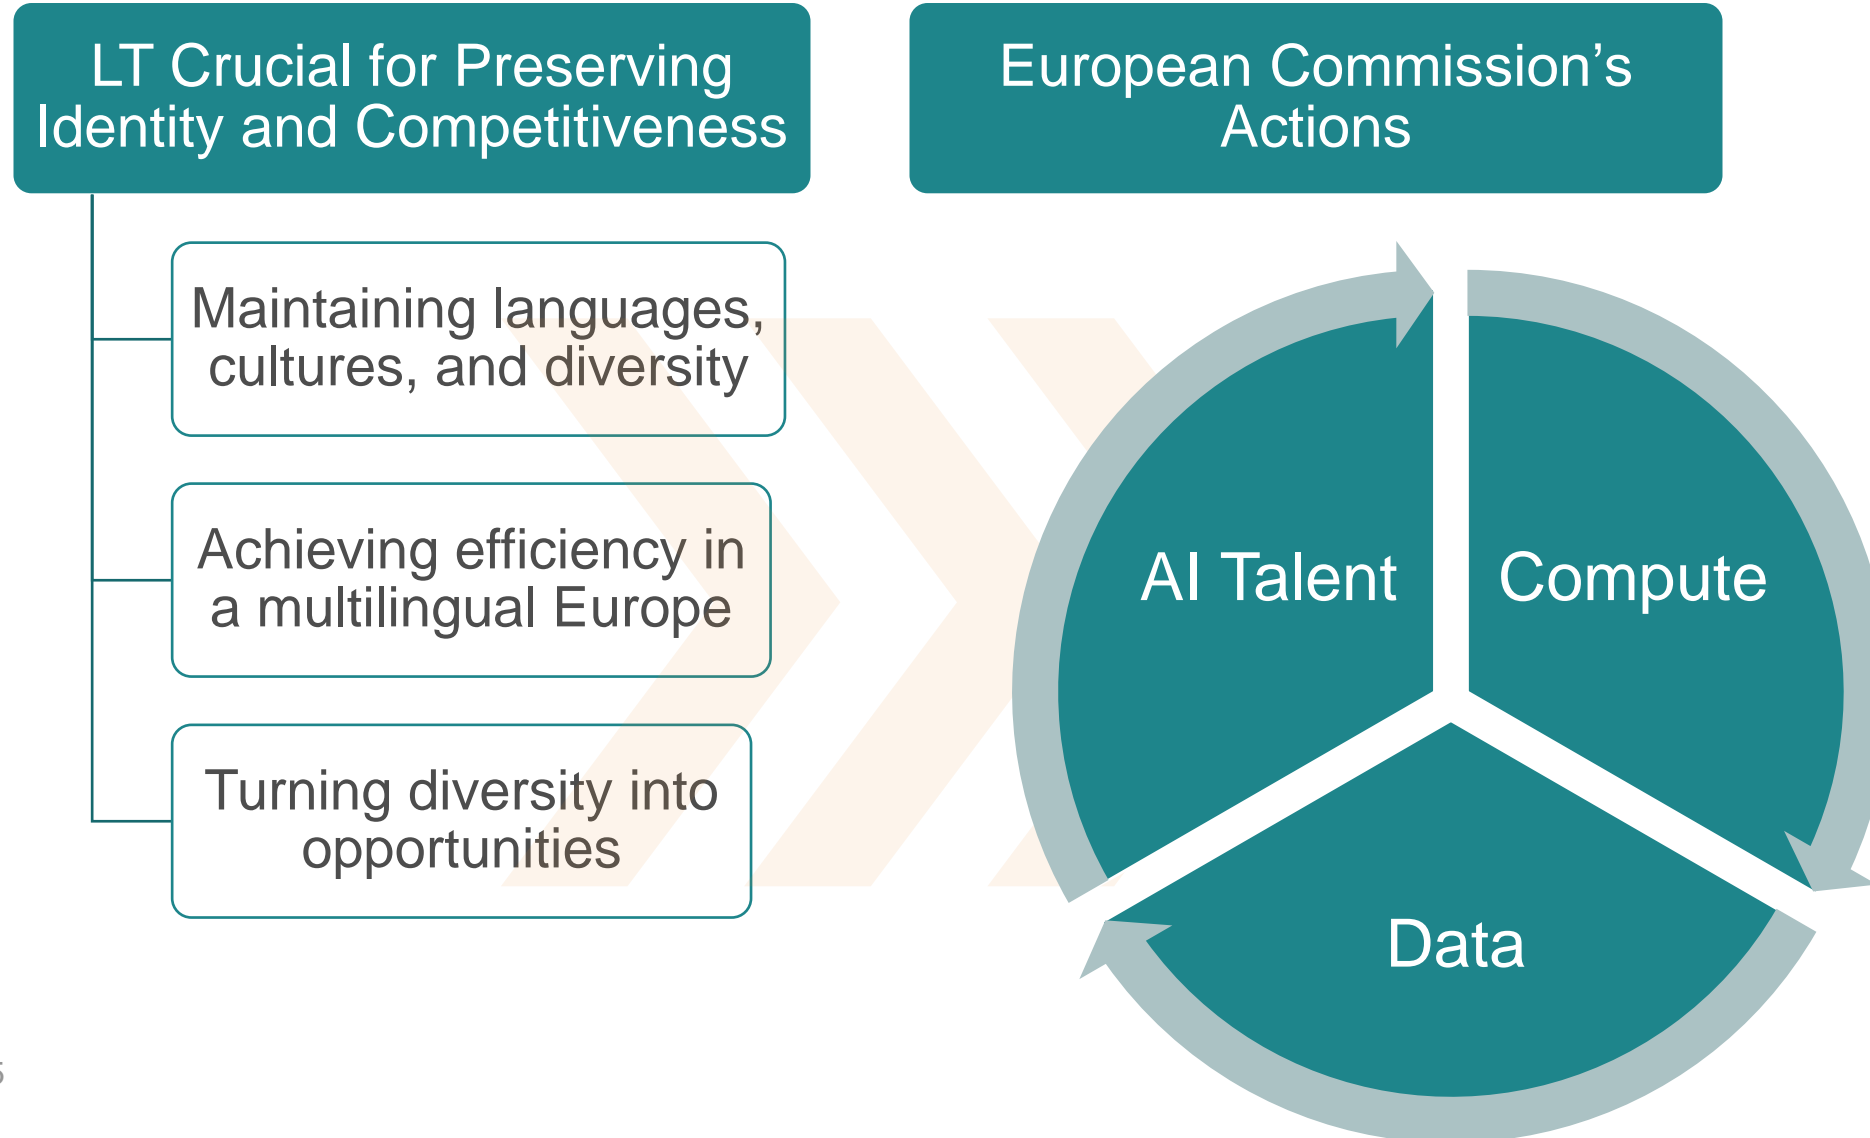 LT Crucial for Preserving
Identity and Competitiveness
Maintaining languages,
cultures, and diversity
Achieving efficiency in
a multilingual Europe
Turning diversity into
opportunities
European Commission’s
Actions
AI Talent
Compute
Data